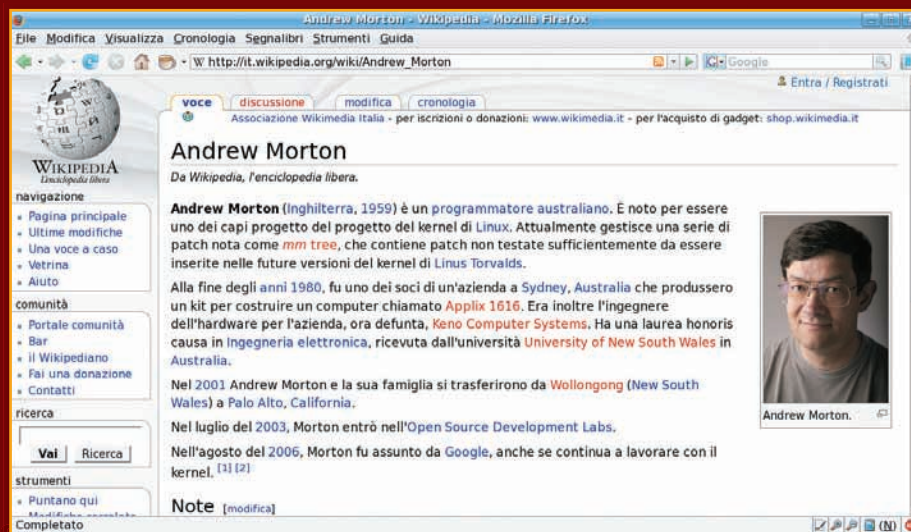 Andrew Morton - Wikipedia - Mozilla Firefox
File Modifica Visualizza Cronologia Segnalibri Strumenti Guida
W http://it.wikipedia.org/wiki/Andrew_Morton
G Google
Entra / Registrati
voce discussione modifica cronologia
Associazione Wikimedia Italia - per iscrizioni o donazioni: www.wikimedia.it - per l'acquisto di gadget: shop.wikimedia.it
WIKIPEDIA
L'enciclopedia libera
navigazione
Pagina principale
Ultime modifiche
Una voce a caso
Vetrina
Aiuto
comunità
Portale comunità
Bar
il Wikipediano
Fai una donazione
Contatti
ricerca
Vai Ricerca
strumenti
Puntano qui
Modifiche correlate
Andrew Morton
Da Wikipedia, l'enciclopedia libera.
Andrew Morton (Inghilterra, 1959) è un programmatore australiano. È noto per essere
uno dei capi progetto del progetto del kernel di Linux. Attualmente gestisce una serie di
patch nota come mm tree, che contiene patch non testate sufficientemente da essere
inserite nelle future versioni del kernel di Linus Torvalds.
Alla fine degli anni 1980, fu uno dei soci di un'azienda a Sydney, Australia che produssero
un kit per costruire un computer chiamato Applix 1616. Era inoltre l'ingegnere
dell'hardware per l'azienda, ora defunta, Keno Computer Systems. Ha una laurea honoris
causa in Ingegneria elettronica, ricevuta dall'università University of New South Wales in
Australia.
Nel 2001 Andrew Morton e la sua famiglia si trasferirono da Wollongong (New South
Wales) a Palo Alto, California.
Nel luglio del 2003, Morton entrò nell'Open Source Development Labs.
Nell'agosto del 2006, Morton fu assunto da Google, anche se continua a lavorare con il
kernel. [1] [2]
Andrew Morton.
Note [modifica]
Completato
(N)